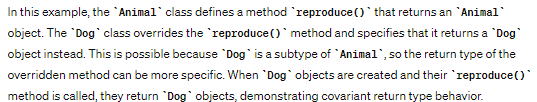 In this example, the `Animal` class defines a method `reproduce()` that returns an `Animal`
object. The `Dog` class overrides the `reproduce()` method and specifies that it returns a `Dog`
object instead. This is possible because `Dog` is a subtype of `Animal`, so the return type of the
overridden method can be more specific. When `Dog` objects are created and their `reproduce()`
method is called, they return `Dog` objects, demonstrating covariant return type behavior.